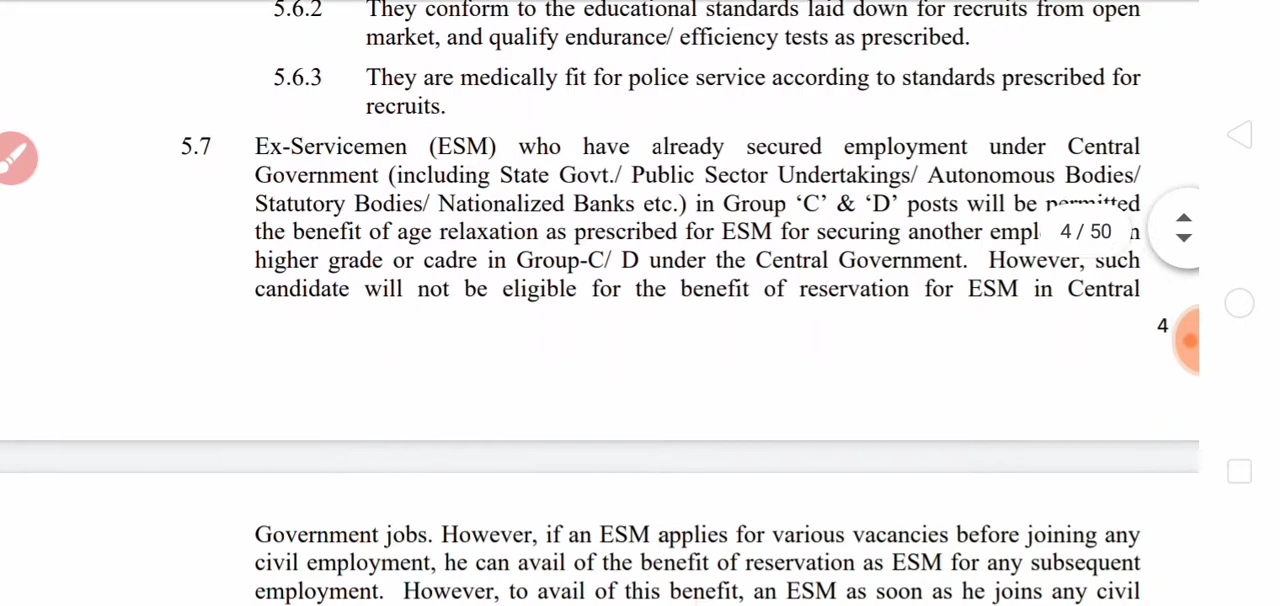 5.6.2 They conform to the educational standards laid down for recruits from open
market, and qualify endurance/ efficiency tests as prescribed.
5.6.3 They are medically fit for police service according to standards prescribed for
recruits.
5.7 Ex-Servicemen (ESM) who have already secured employment under Central
Government (including State Govt./ Public Sector Undertakings/ Autonomous Bodies/
Statutory Bodies/ Nationalized Banks etc.) in Group ‘C’ & ‘D’ posts will be permitted
the benefit of age relaxation as prescribed for ESM for securing another empl 4 / 50 n
higher grade or cadre in Group-C/ D under the Central Government. However, such
candidate will not be eligible for the benefit of reservation for ESM in Central
4
Government jobs. However, if an ESM applies for various vacancies before joining any
civil employment, he can avail of the benefit of reservation as ESM for any subsequent
employment. However, to avail of this benefit, an ESM as soon as he joins any civil